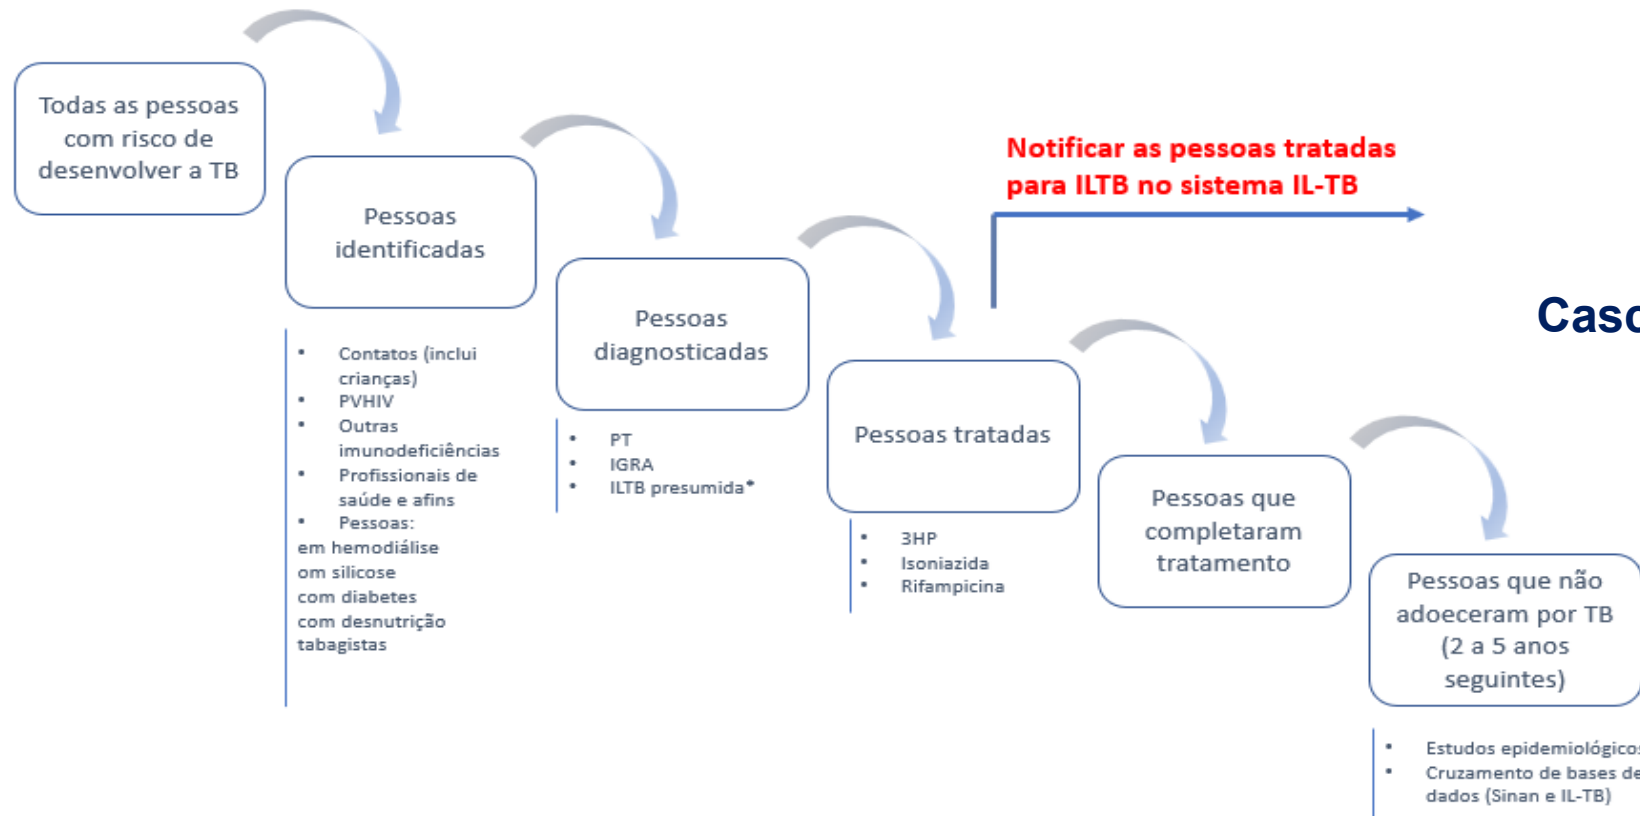 Todas as pessoas
com risco de
desenvolver a TB
Pessoas
identificadas
• Contatos (inclui
crianças)
• PVHIV
• Outras
imunodeficiências
• Profissionais de
saúde e afins
• Pessoas:
em hemodiálise
om silicose
com diabetes
com desnutrição
tabagistas
Pessoas
diagnosticadas
• PT
• IGRA
• ILTB presumida*
Notificar as pessoas tratadas
para ILTB no sistema IL-TB
Pessoas tratadas
• 3HP
• Isoniazida
• Rifampicina
Pessoas que
completaram
tratamento
Pessoas que não
adoeceram por TB
(2 a 5 anos
seguintes)
• Estudos epidemiológicos
• Cruzamento de bases de
dados (Sinan e IL-TB)